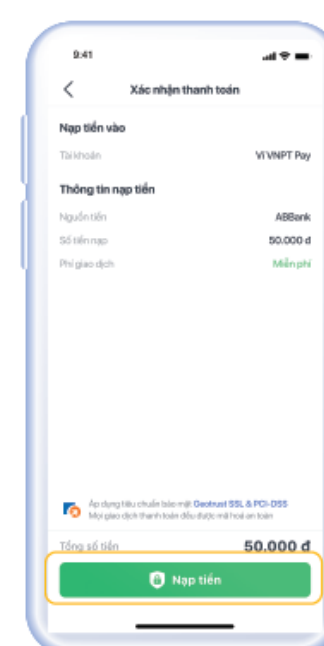 9:41
Xác nhận thanh toán
Nạp tiền vào
Tài khoản Ví VNPT Pay
Thông tin nạp tiền
Nguồn tiền ABBank
Số tiền nạp 50.000 đ
Phí giao dịch Miễn phí
Áp dụng tiêu chuẩn bảo mật Geotrust SSL & PCI-DSS
Mọi giao dịch thanh toán đều được mã hoá an toàn
Tổng số tiền 50.000 đ
Nạp tiền